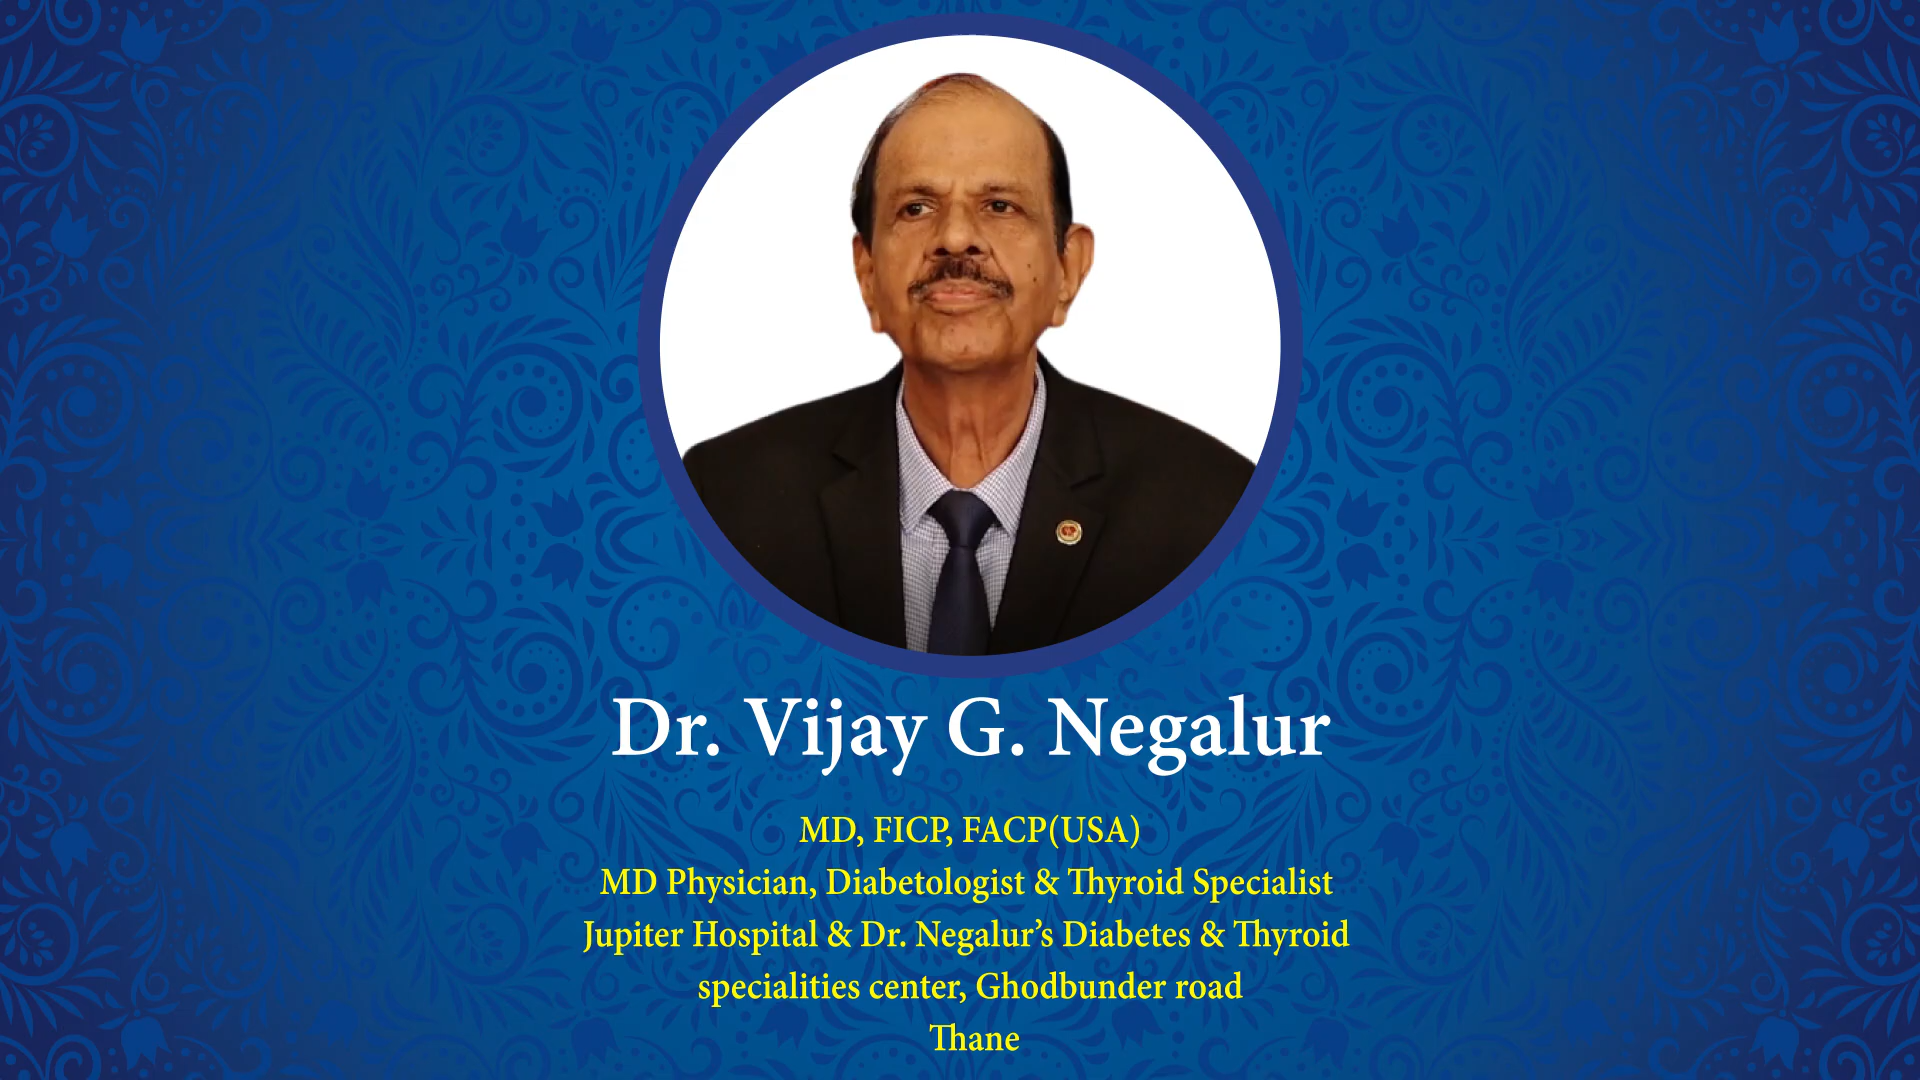 Dr. Vijay G. Negalur
MD, FICP, FACP(USA)
MD Physician, Diabetologist & Thyroid Specialist
Jupiter Hospital & Dr. Negalur’s Diabetes & Thyroid
specialities center, Ghodbunder road
Thane